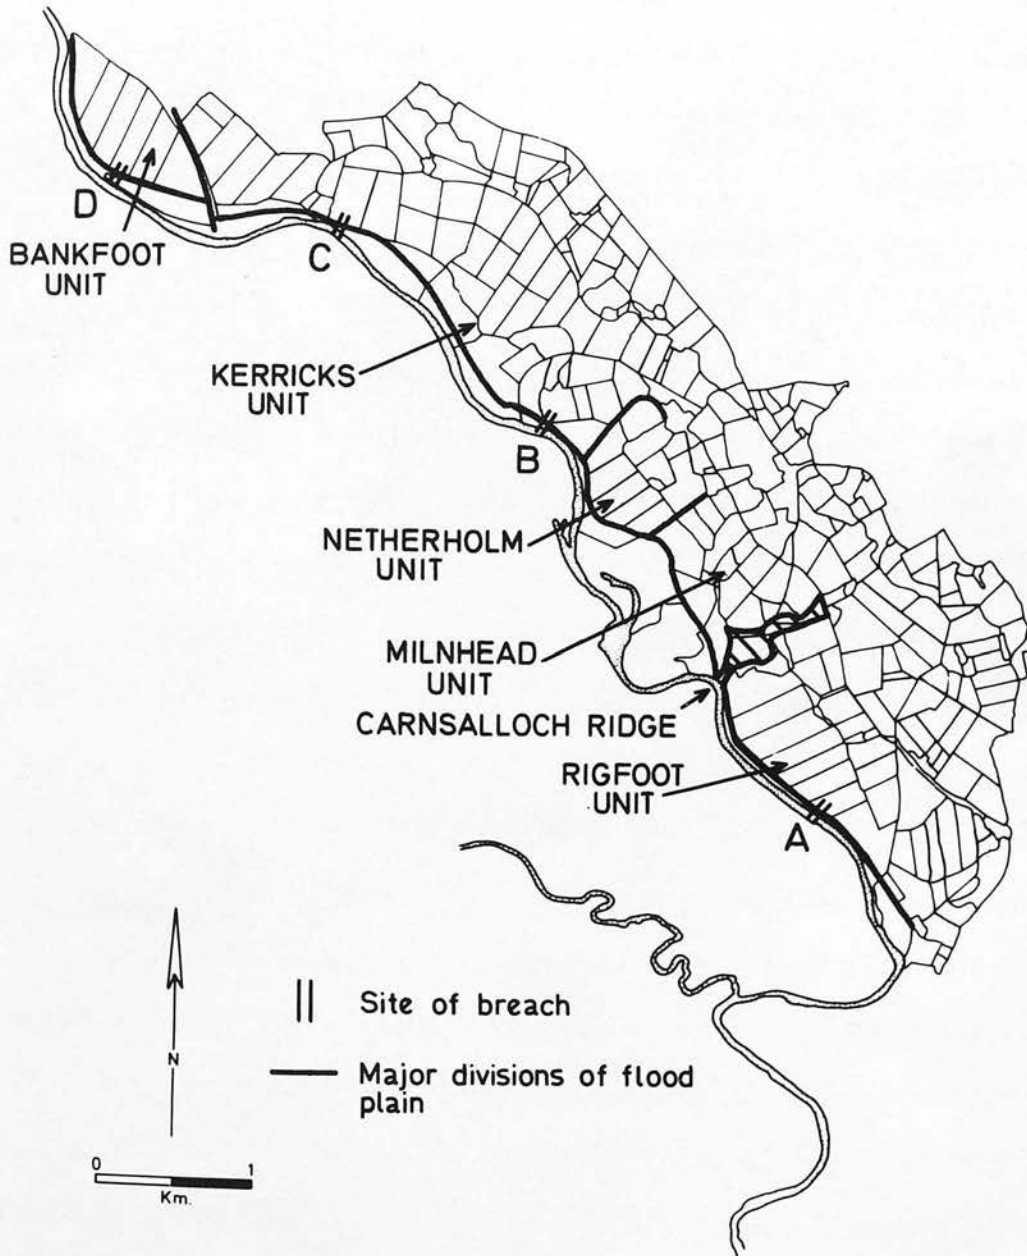 D
BANKFOOT
UNIT
C
KERRICKS
UNIT
B
NETHERHOLM
UNIT
MILNHEAD
UNIT
CARNSALLOCH RIDGE
RIGFOOT
UNIT
A
N
Site of breach
Major divisions of flood
plain
0 1
Km.